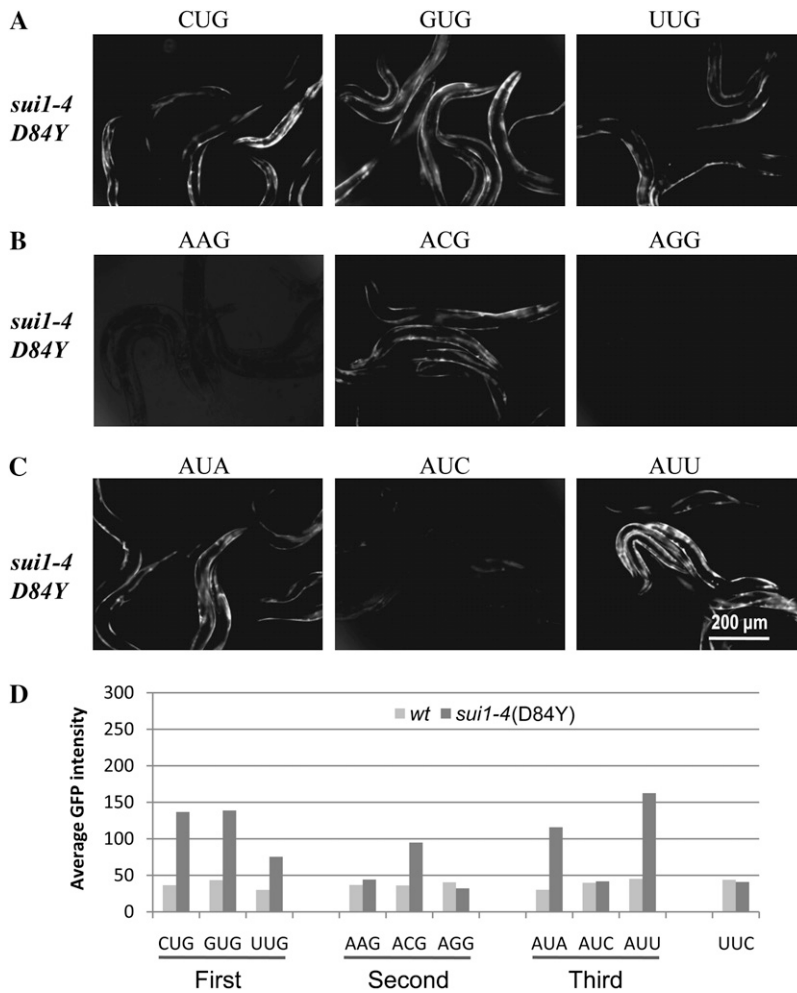 A
CUG GUG UUG
sui1-4
D84Y
B
AAG ACG AGG
sui1-4
D84Y
C
AUA AUC AUU
sui1-4
D84Y
200 µm
D
300
250
200
150
100
50
0
Average GFP intensity
wt sui1-4(D84Y)
CUG GUG UUG AAG ACG AGG AUA AUC AUU UUC
First Second Third